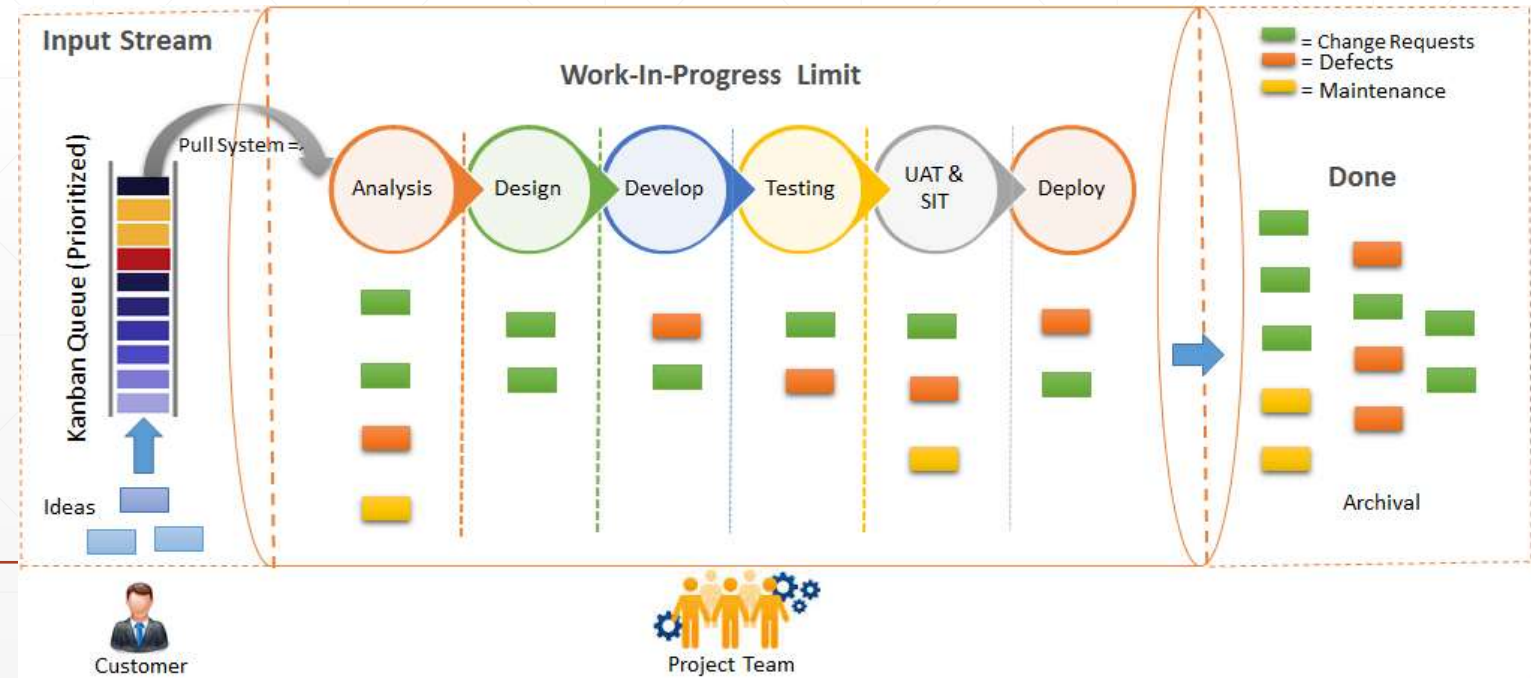 Input Stream
Work-In-Progress Limit
= Change Requests
= Defects
= Maintenance
Kanban Queue (Prioritized)
Pull System =>
Analysis
Design
Develop
Testing
UAT &
SIT
Deploy
Done
Ideas
Archival
Customer
Project Team